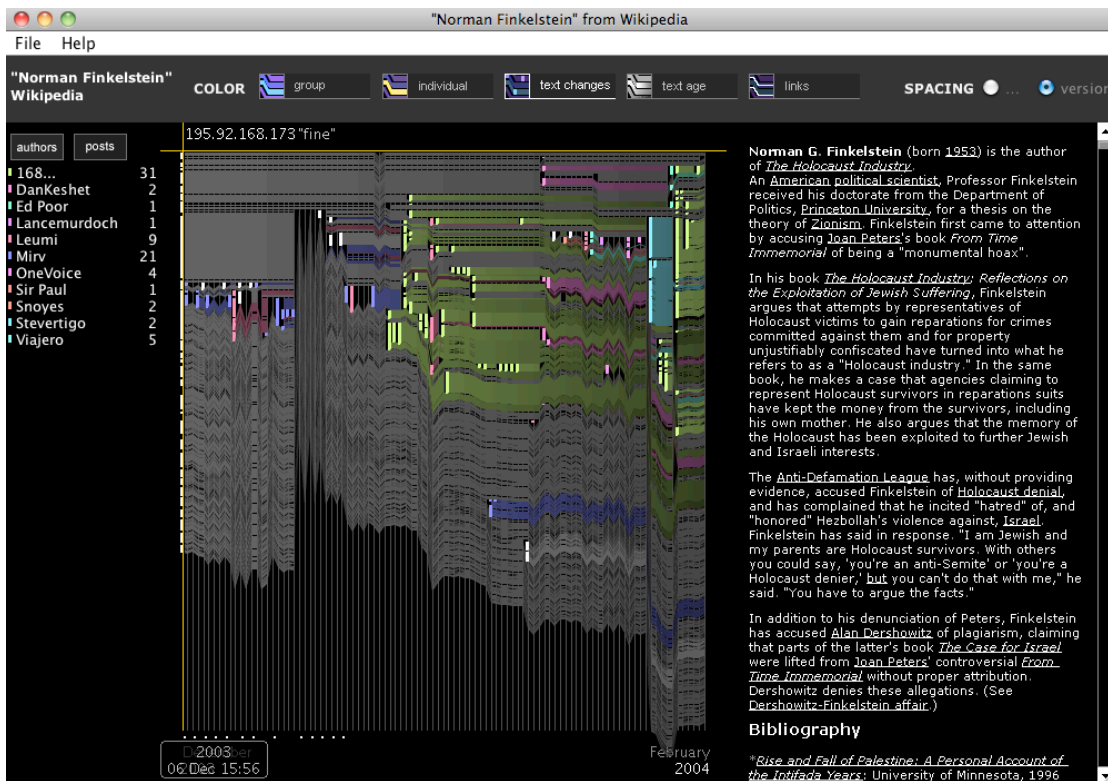 "Norman Finkelstein" from Wikipedia
File Help
"Norman Finkelstein"
Wikipedia
COLOR group individual text changes text age links SPACING ... version
authors posts
168... 31
DanKeshet 2
Ed Poor 1
Lancemurdoch 1
Leumi 9
Mirv 21
OneVoice 4
Sir Paul 1
Snoyes 2
Stevertigo 2
Viajero 5
195.92.168.173 "fine"
2003
06 Dec 15:56
February
2004
Norman G. Finkelstein (born 1953) is the author
of The Holocaust Industry.
An American political scientist, Professor Finkelstein
received his doctorate from the Department of
Politics, Princeton University, for a thesis on the
theory of Zionism. Finkelstein first came to attention
by accusing Joan Peters's book From Time
Immemorial of being a "monumental hoax".
In his book The Holocaust Industry: Reflections on
the Exploitation of Jewish Suffering, Finkelstein
argues that attempts by representatives of
Holocaust victims to gain reparations for crimes
committed against them and for property
unjustifiably confiscated have turned into what he
refers to as a "Holocaust industry." In the same
book, he makes a case that agencies claiming to
represent Holocaust survivors in reparations suits
have kept the money from the survivors, including
his own mother. He also argues that the memory of
the Holocaust has been exploited to further Jewish
and Israeli interests.
The Anti-Defamation League has, without providing
evidence, accused Finkelstein of Holocaust denial,
and has complained that he incited "hatred" of, and
"honored" Hezbollah's violence against, Israel.
Finkelstein has said in response. "I am Jewish and
my parents are Holocaust survivors. With others
you could say, 'you're an anti-Semite' or 'you're a
Holocaust denier,' but you can't do that with me," he
said. "You have to argue the facts."
In addition to his denunciation of Peters, Finkelstein
has accused Alan Dershowitz of plagiarism, claiming
that parts of the latter's book The Case for Israel
were lifted from Joan Peters' controversial From
Time Immemorial without proper attribution.
Dershowitz denies these allegations. (See
Dershowitz-Finkelstein affair.)
Bibliography
*Rise and Fall of Palestine: A Personal Account of
the Intifada Years: University of Minnesota, 1996